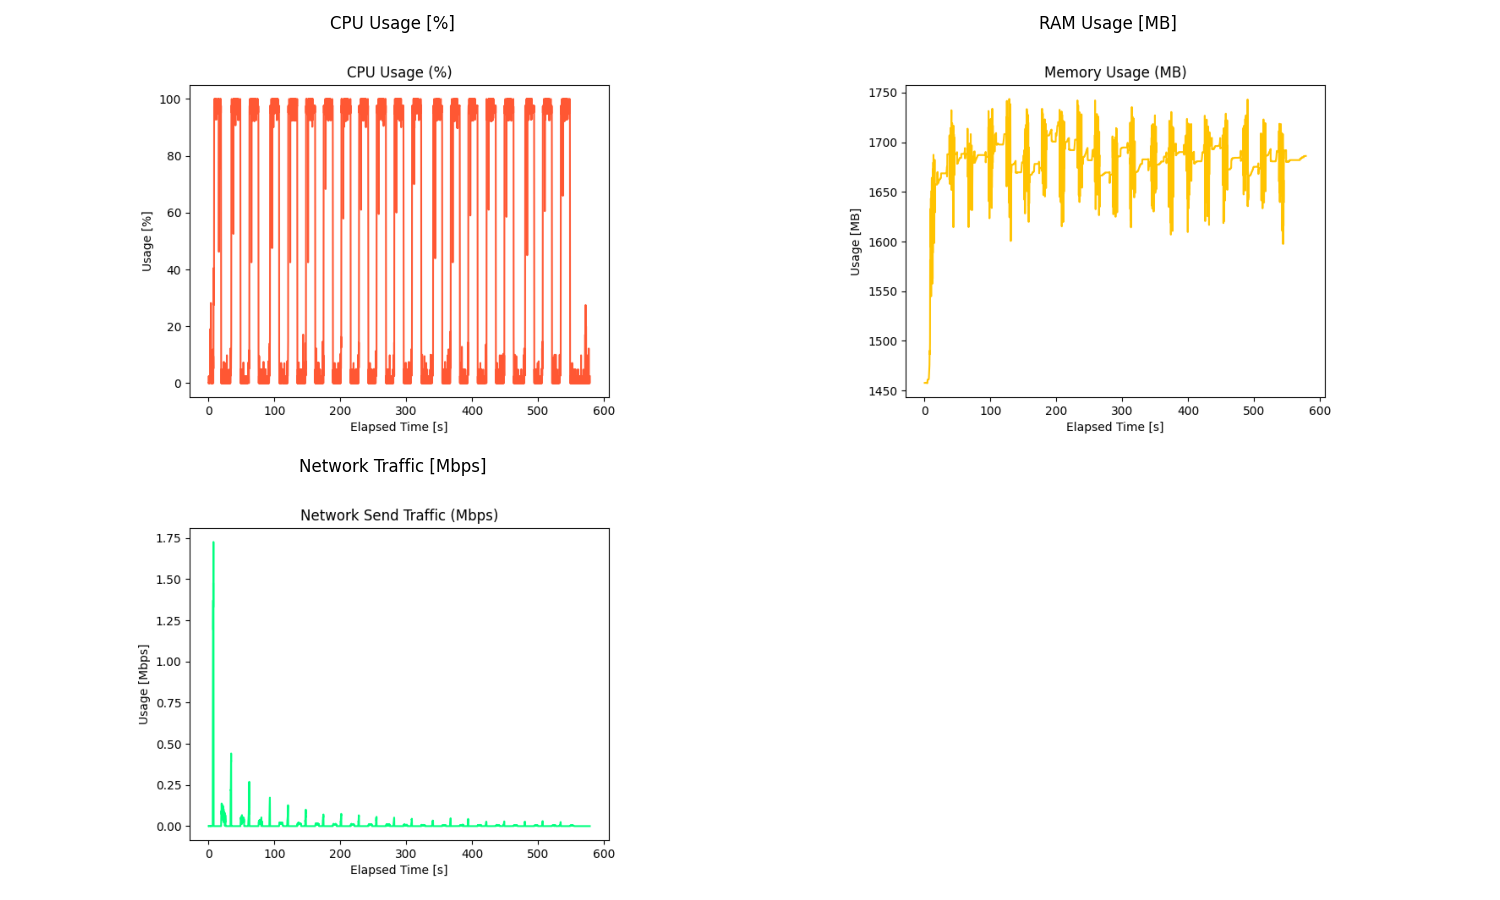 CPU Usage [%]
RAM Usage [MB]
CPU Usage (%)
100
80
60
40
20
0
Usage [%]
0 100 200 300 400 500 600
Elapsed Time [s]
Memory Usage (MB)
1750
1700
1650
1600
1550
1500
1450
Usage [MB]
0 100 200 300 400 500 600
Elapsed Time [s]
Network Traffic [Mbps]
Network Send Traffic (Mbps)
1.75
1.50
1.25
1.00
0.75
0.50
0.25
0.00
Usage [Mbps]
0 100 200 300 400 500 600
Elapsed Time [s]